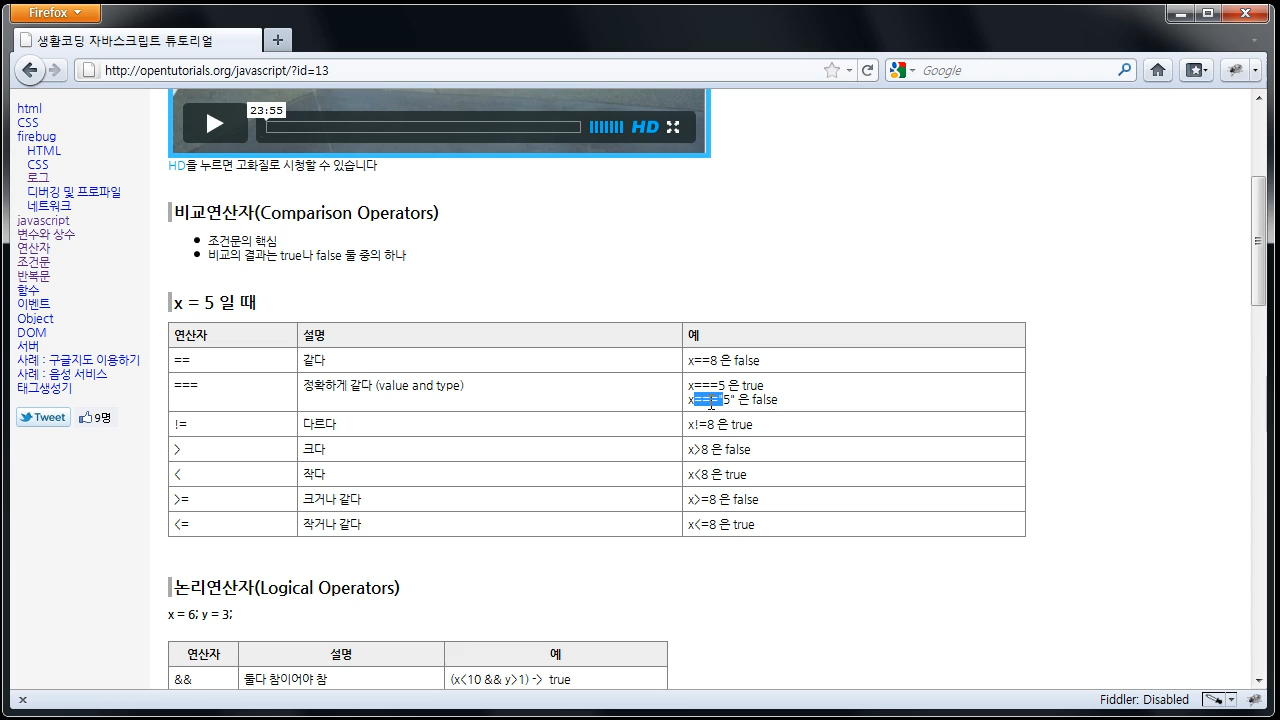 Firefox
생활코딩 자바스크립트 튜토리얼
http://opentutorials.org/javascript/?id=13
Google
html
CSS
firebug
HTML
CSS
로그
디버깅 및 프로파일
네트워크
javascript
변수와 상수
연산자
조건문
반복문
함수
이벤트
Object
DOM
서버
사례 : 구글지도 이용하기
사례 : 음성 서비스
태그생성기
Tweet
9명
23:55
HD
HD을 누르면 고화질로 시청할 수 있습니다
비교연산자(Comparison Operators)
조건문의 핵심
비교의 결과는 true나 false 둘 중의 하나
x = 5 일 때
연산자 설명 예
== 같다 x==8 은 false
=== 정확하게 같다 (value and type) x===5 은 true
x==="5" 은 false
!= 다르다 x!=8 은 true
> 크다 x>8 은 false
< 작다 x<8 은 true
>= 크거나 같다 x>=8 은 false
<= 작거나 같다 x<=8 은 true
논리연산자(Logical Operators)
x = 6; y = 3;
연산자 설명 예
&& 둘다 참이어야 참 (x<10 && y>1) -> true
Fiddler: Disabled